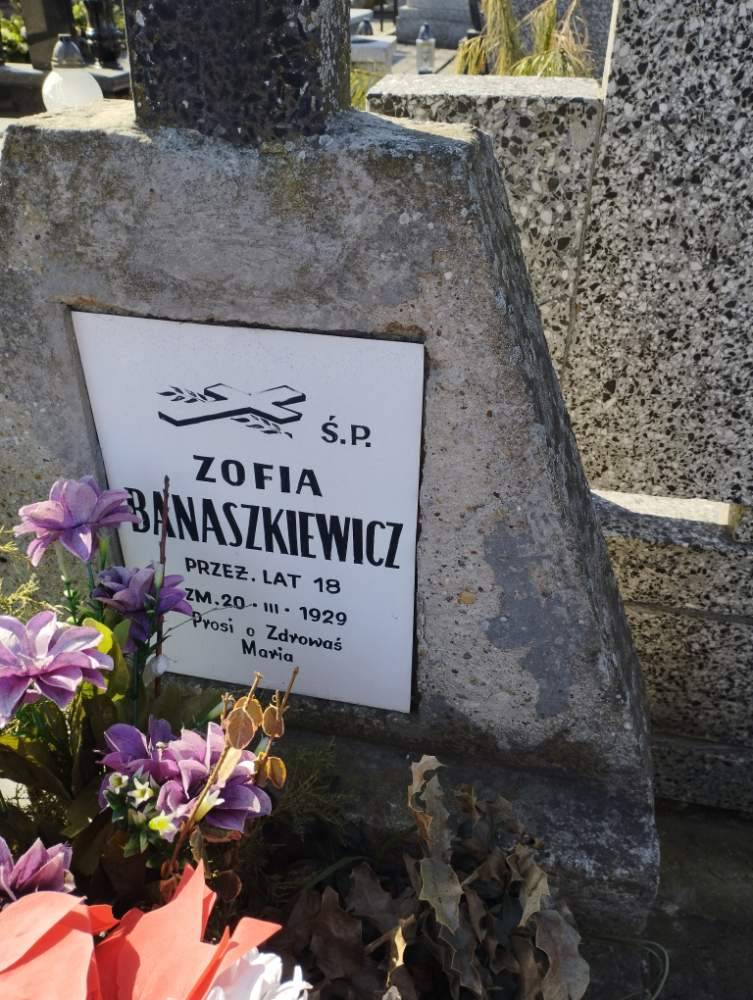 Ś.P.
ZOFIA
BANASZKIEWICZ
PRZEŻ. LAT 18
ZM. 20·III·1929
Prosi o Zdrowaś
Maria